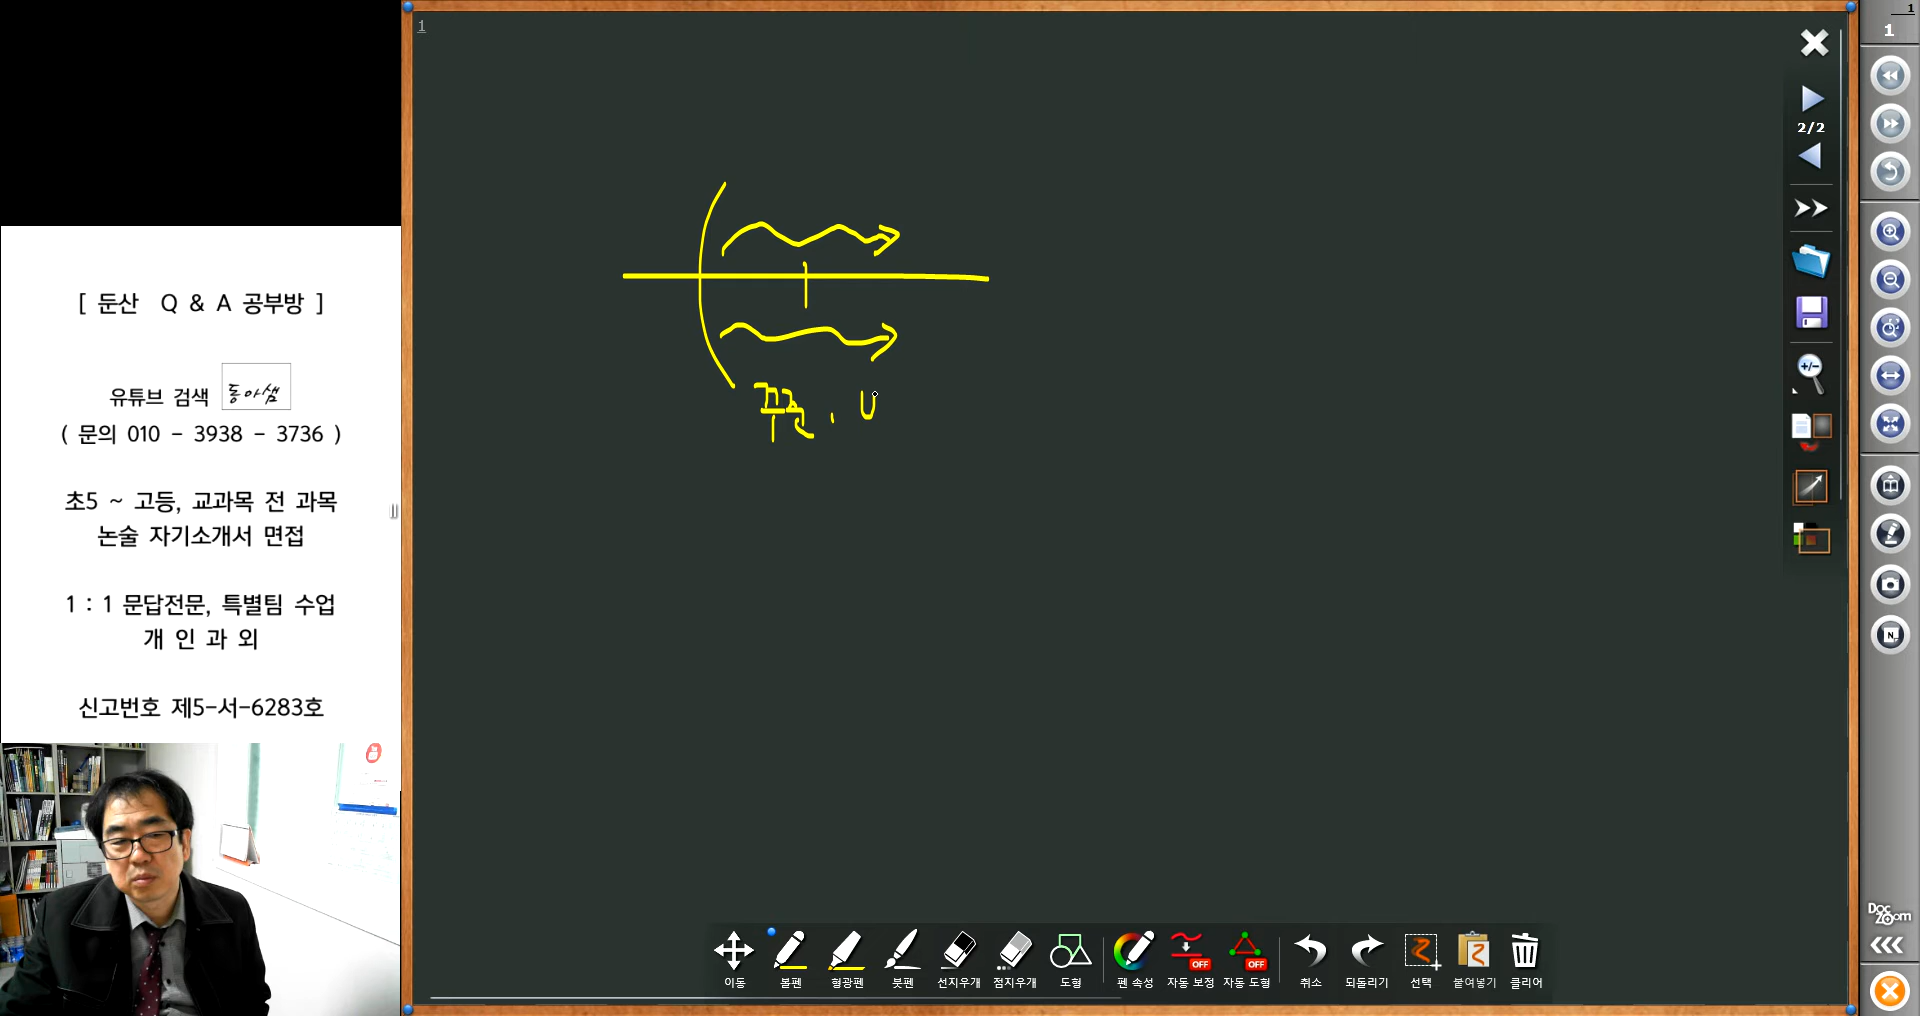 [ 둔산 Q & A 공부방 ]
유튜브 검색 동아샘
( 문의 010 - 3938 - 3736 )
초5 ~ 고등, 교과목 전 과목
논술 자기소개서 면접
1 : 1 문답전문, 특별팀 수업
개 인 과 외
신고번호 제5-서-6283호
1
2/2
1
1
+/-
N
Doc
Zoom
OFF
OFF
이동
볼펜
형광펜
붓펜
선지우개
점지우개
도형
펜 속성
자동 보정
자동 도형
취소
되돌리기
선택
붙여넣기
클리어